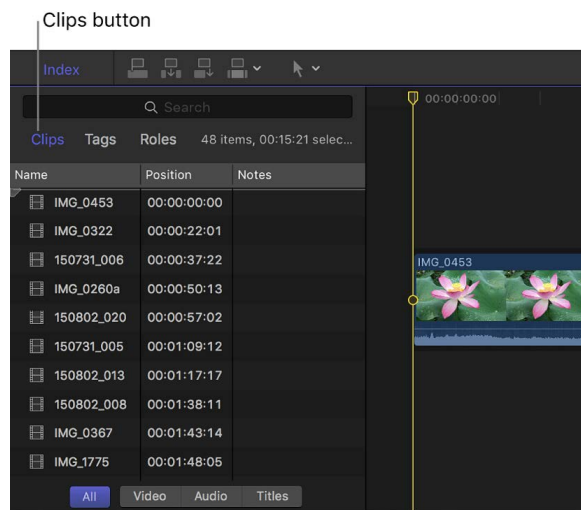 Clips button
Index
Search
00:00:00:00
Clips Tags Roles 48 items, 00:15:21 selec...
Name Position Notes
IMG_0453 00:00:00:00
IMG_0322 00:00:22:01
150731_006 00:00:37:22
IMG_0453
IMG_0260a 00:00:50:13
150802_020 00:00:57:02
150731_005 00:01:09:12
150802_013 00:01:17:17
150802_008 00:01:38:11
IMG_0367 00:01:43:14
IMG_1775 00:01:48:05
All Video Audio Titles